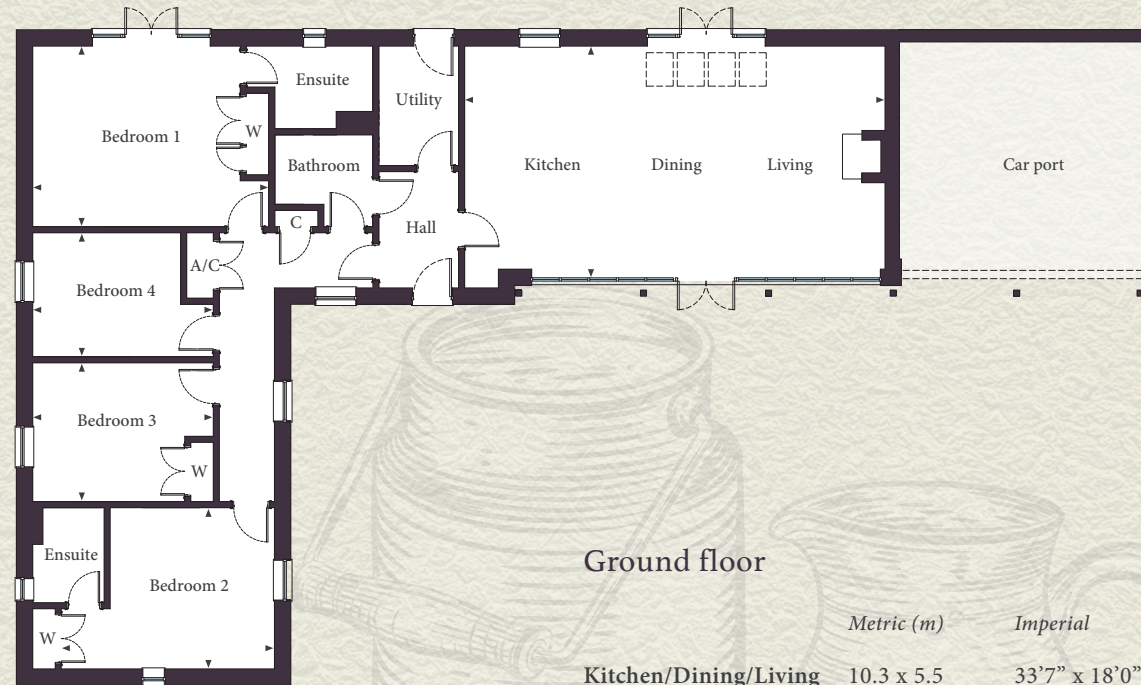 Ensuite
Utility
W
Bedroom 1
Bathroom
Kitchen
Dining
Living
Car port
C
Hall
A/C
Bedroom 4
Bedroom 3
W
Ensuite
Bedroom 2
W
Ground floor
Metric (m) Imperial
Kitchen/Dining/Living 10.3 x 5.5 33’7” x 18’0”